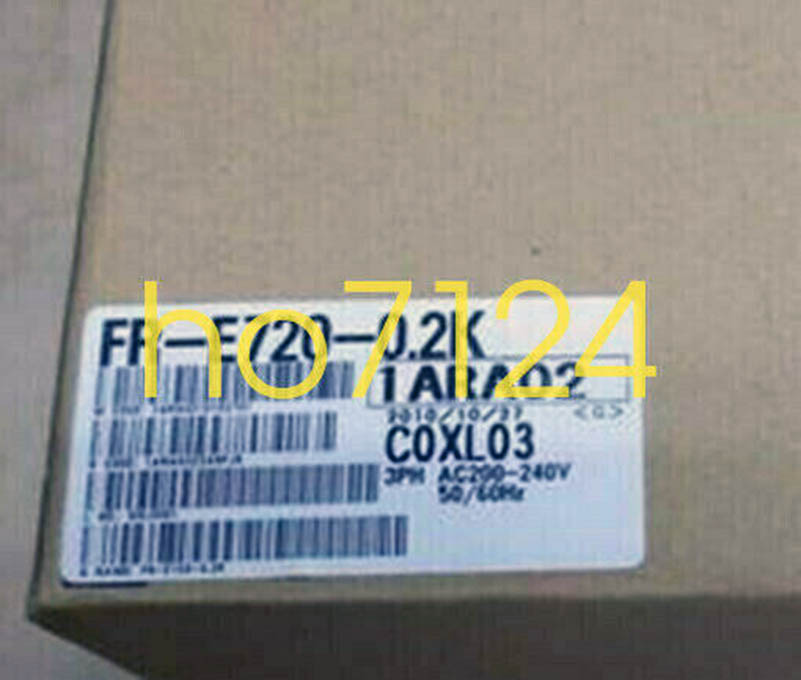 ho7124
FR-E720-0.2K
1ARA02
2010/10/27 <G>
C0XL03
3PH AC200-240V
50/60Hz